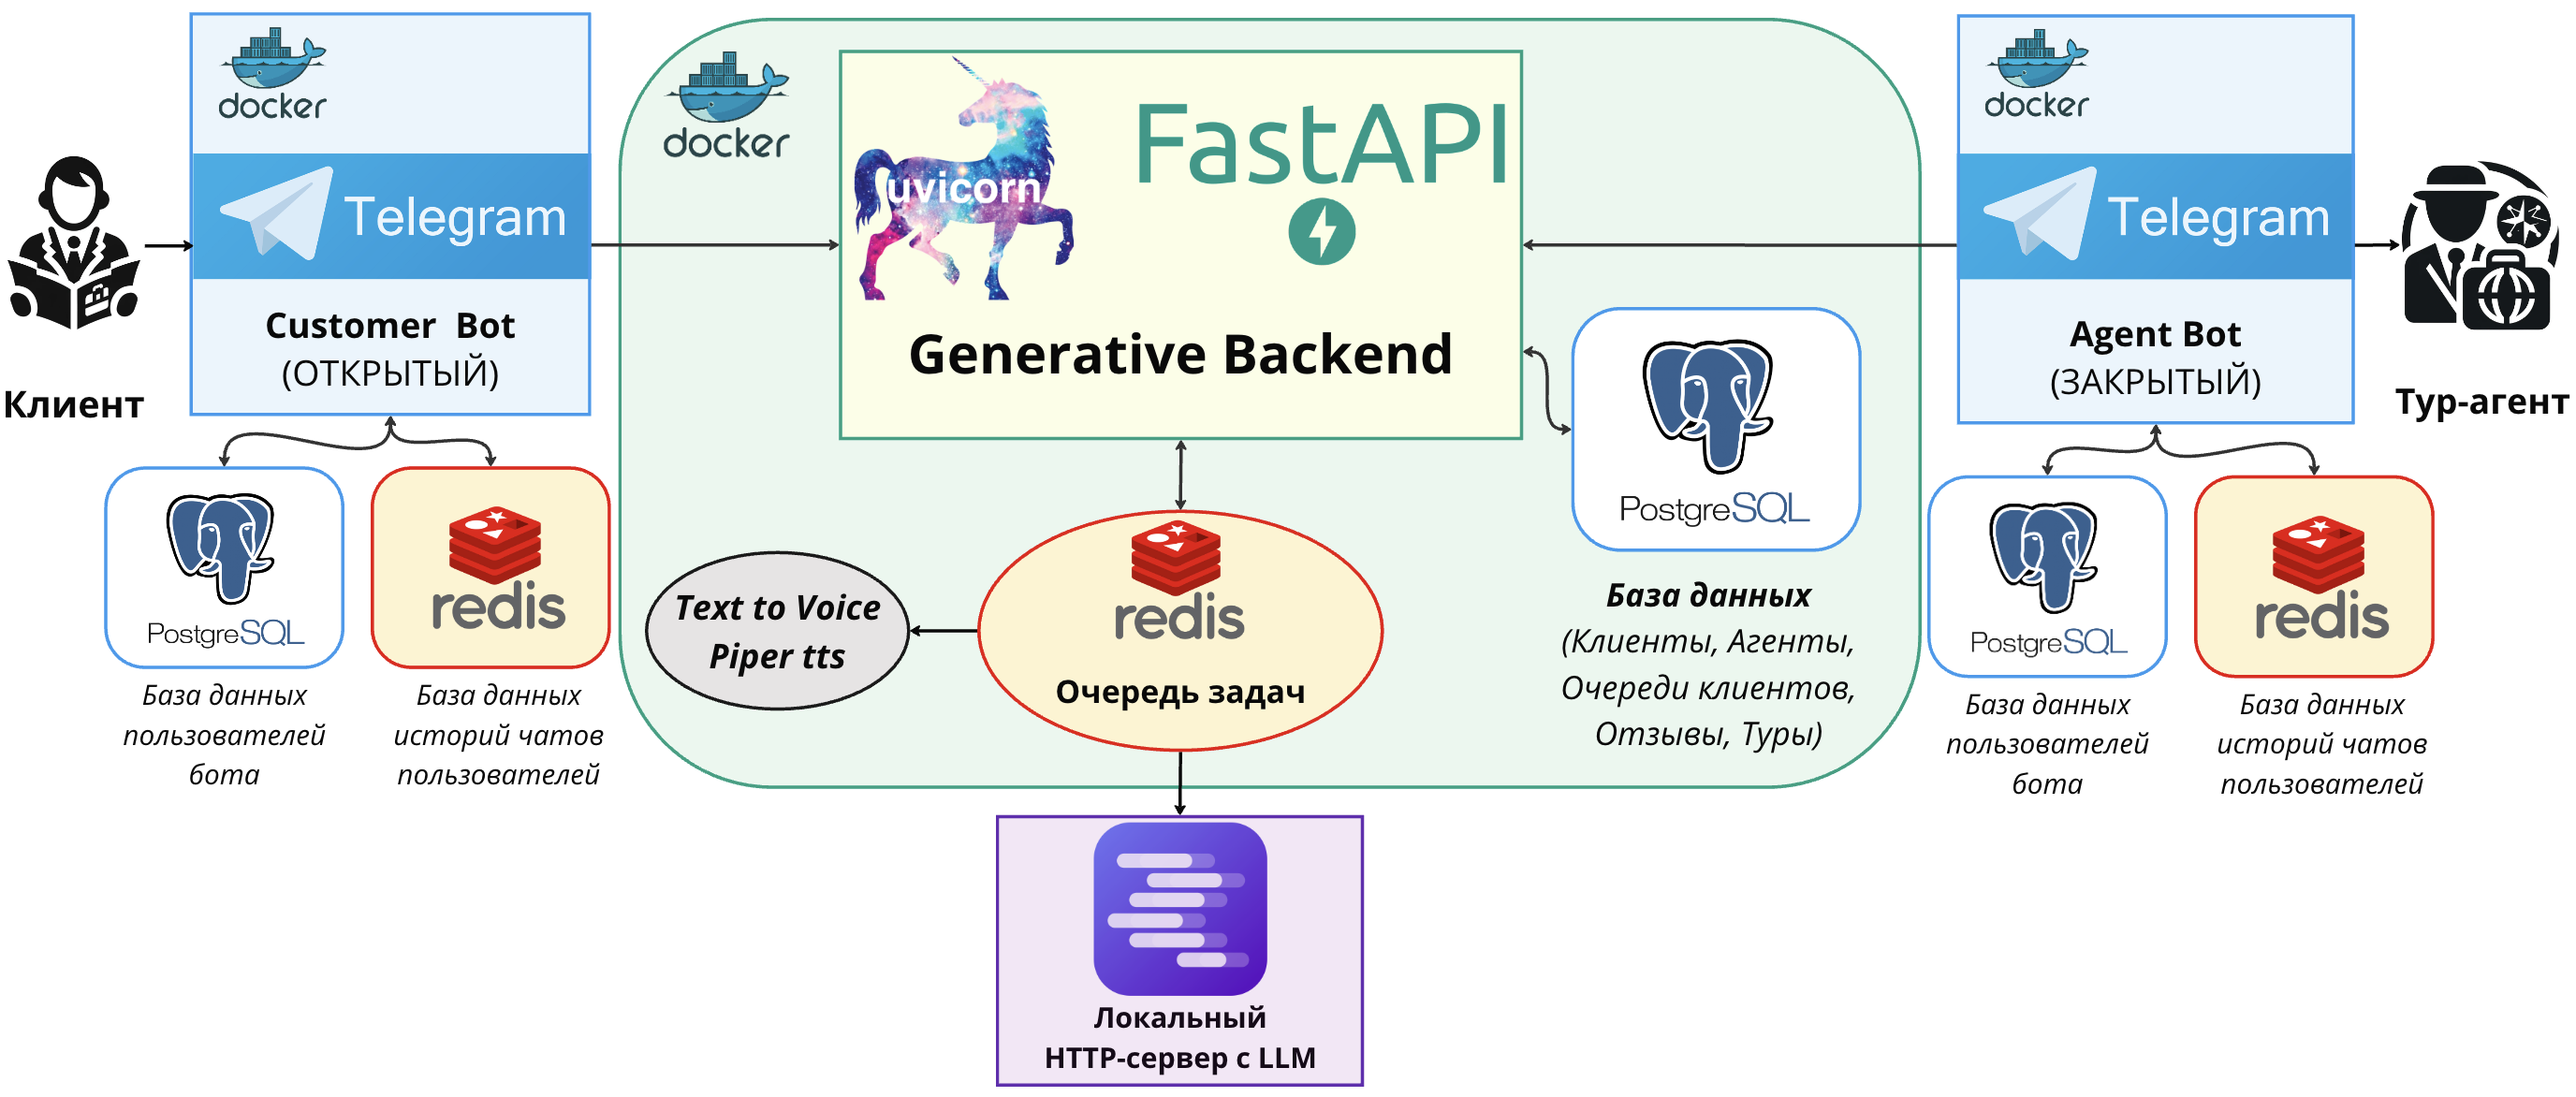 docker
Telegram
Customer Bot
(ОТКРЫТЫЙ)
Клиент
PostgreSQL
База данных
пользователей
бота
redis
База данных
историй чатов
пользователей
docker
uvicorn
FastAPI
Generative Backend
PostgreSQL
База данных
(Клиенты, Агенты,
Очереди клиентов,
Отзывы, Туры)
redis
Очередь задач
Text to Voice
Piper tts
Локальный
HTTP-сервер с LLM
docker
Telegram
Agent Bot
(ЗАКРЫТЫЙ)
Тур-агент
PostgreSQL
База данных
пользователей
бота
redis
База данных
историй чатов
пользователей